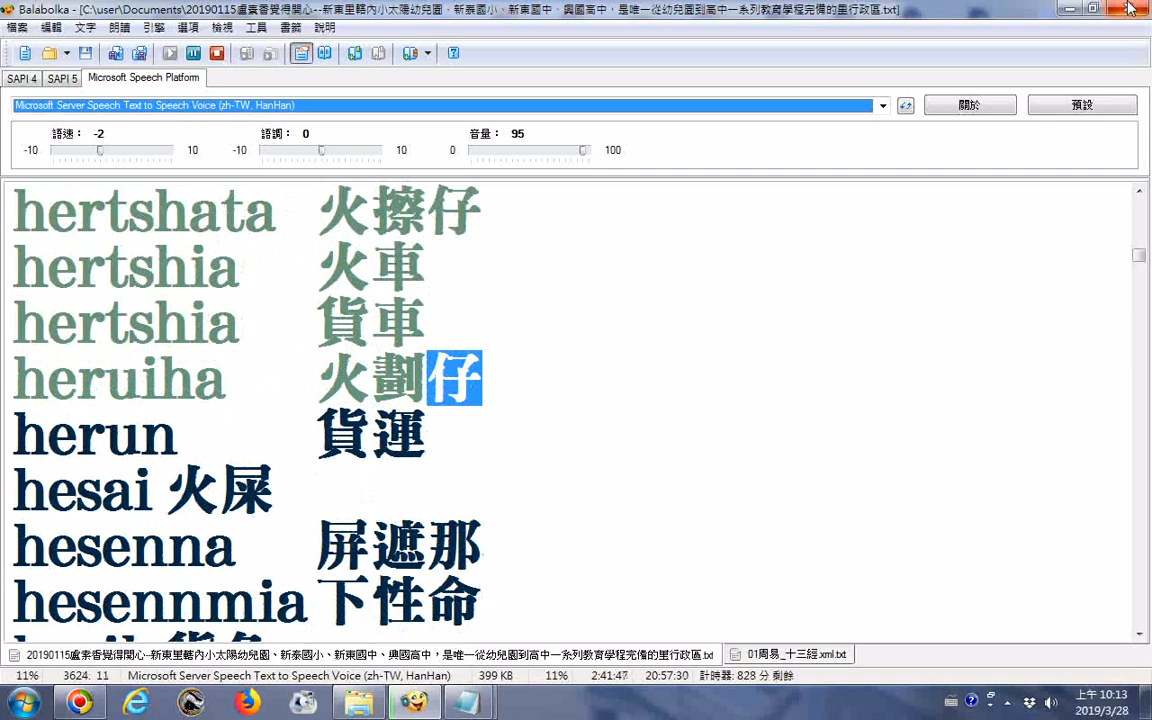 Balabolka - [C:\user\Documents\20190115盧素香覺得開心--新東里轄內小太陽幼兒園、新泰國小、新東國中、興國高中，是唯一從幼兒園到高中一系列教育學程完備的里行政區.txt]
檔案 編輯 文字 朗讀 引擎 選項 檢視 工具 書籤 說明
SAPI 4 SAPI 5 Microsoft Speech Platform
Microsoft Server Speech Text to Speech Voice (zh-TW, HanHan) 關於 預設
語速： -2 語調： 0 音量： 95
-10 10 -10 10 0 100
hertshata 火擦仔
hertshia 火車
hertshia 貨車
heruiha 火劃仔
herun 貨運
hesai 火屎
hesenna 屏遮那
hesennmia 下性命
20190115盧素香覺得開心--新東里轄內小太陽幼兒園、新泰國小、新東國中、興國高中，是唯一從幼兒園到高中一系列教育學程完備的里行政區.txt 01周易_十三經.xml.txt
11% 3624: 11 Microsoft Server Speech Text to Speech Voice (zh-TW, HanHan) 399 KB 11% 2:41:47 20:57:30 計時器: 828 分 剩餘
上午 10:13
2019/3/28